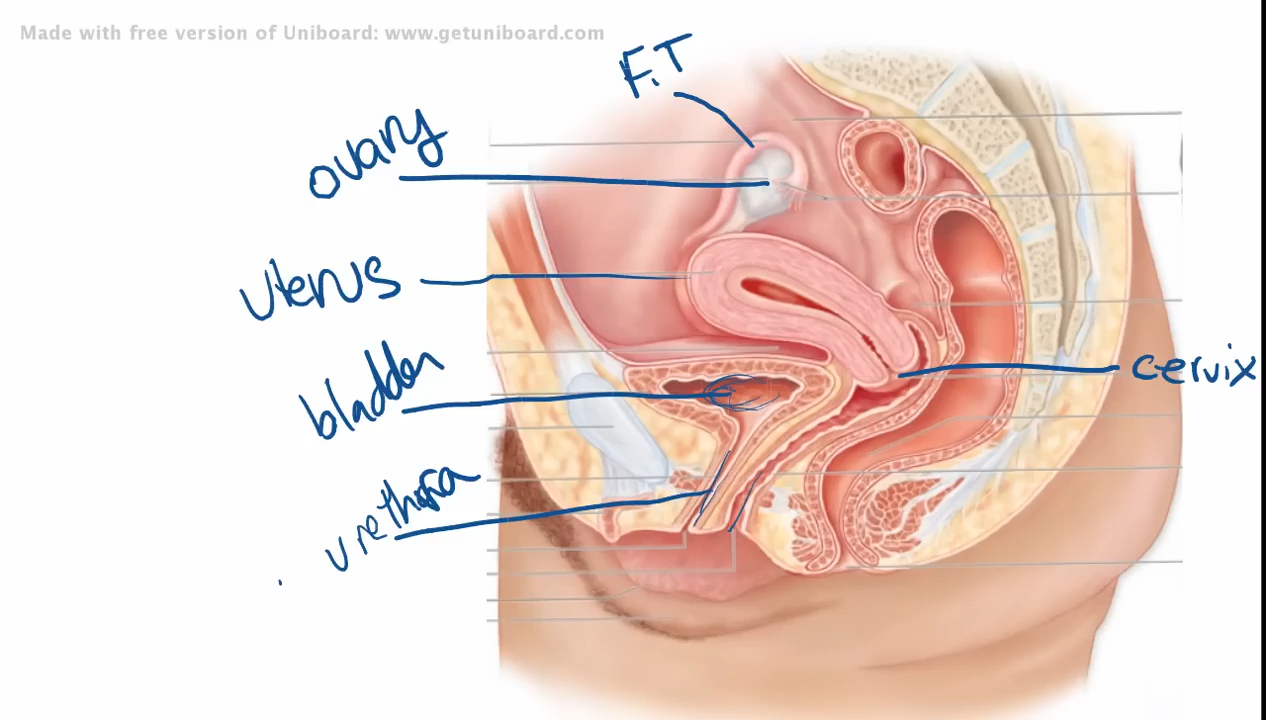 Made with free version of Uniboard: www.getuniboard.com
F.T
ovary
uterus
bladder
cervix
urethra